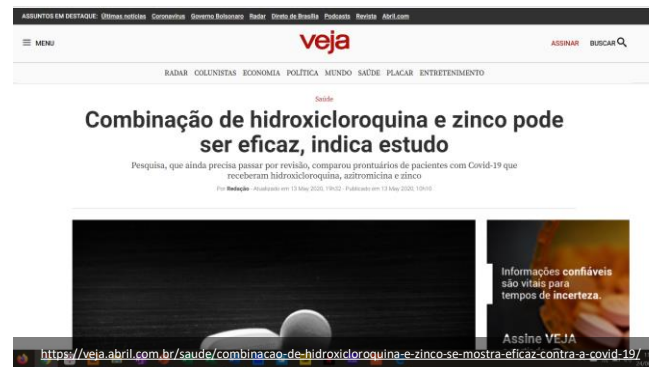 ASSUNTOS EM DESTAQUE: Últimas notícias Coronavírus Governo Bolsonaro Radar Direto de Brasília Podcasts Revista Abril.com
MENU
veja
ASSINAR BUSCAR
RADAR COLUNISTAS ECONOMIA POLÍTICA MUNDO SAÚDE PLACAR ENTRETENIMENTO
Saúde
Combinação de hidroxicloroquina e zinco pode
ser eficaz, indica estudo
Pesquisa, que ainda precisa passar por revisão, comparou prontuários de pacientes com Covid-19 que
receberam hidroxicloroquina, azitromicina e zinco
Por Redação - Atualizado em 13 May 2020, 19h32 - Publicado em 13 May 2020,
Informações confiáveis
são vitais para
tempos de incerteza.
Assine VEJA
https://veja.abril.com.br/saude/combinacao-de-hidroxicloroquina-e-zinco-se-mostra-eficaz-contra-a-covid-19/